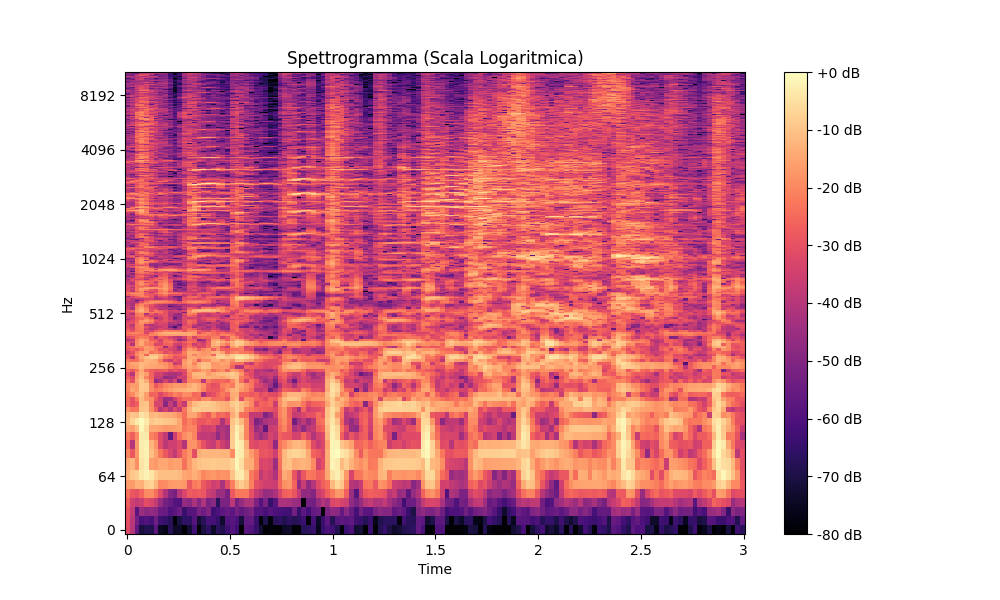 Spettrogramma (Scala Logaritmica)
8192
4096
2048
1024
512
256
128
64
0
Hz
0
0.5
1
1.5
2
2.5
3
Time
+0 dB
-10 dB
-20 dB
-30 dB
-40 dB
-50 dB
-60 dB
-70 dB
-80 dB